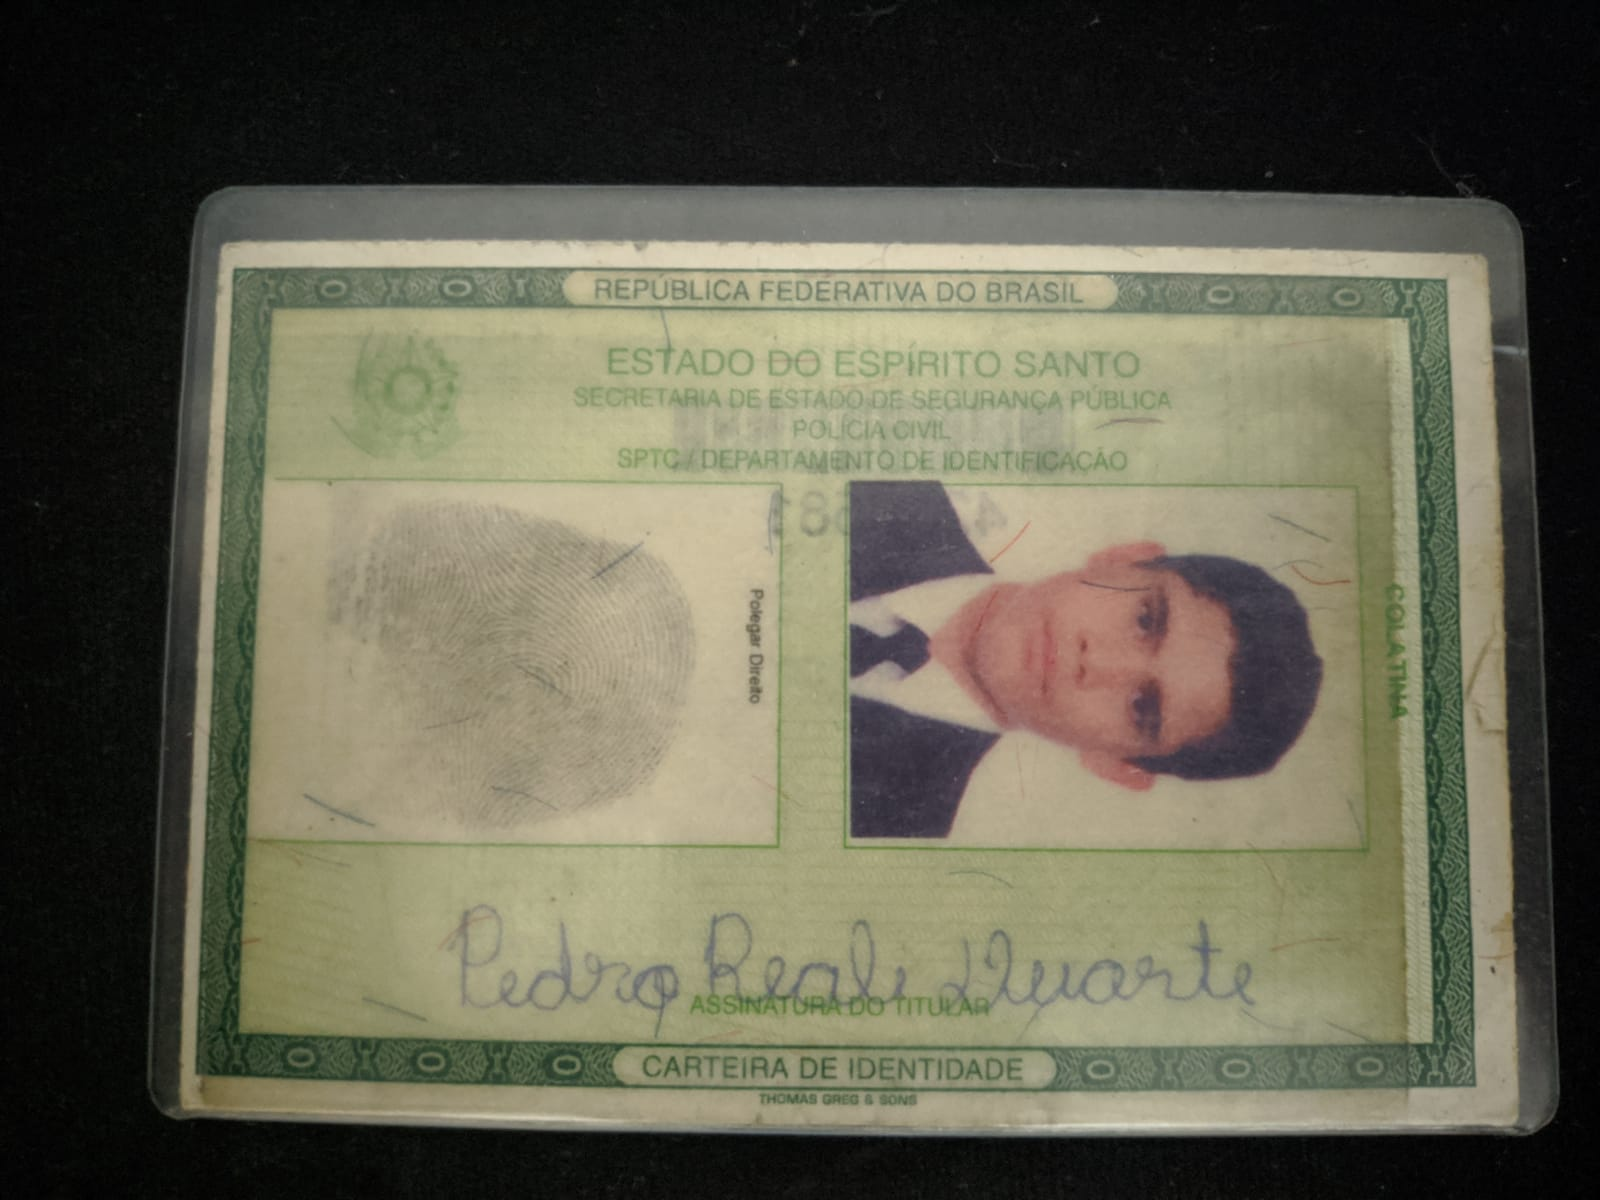 REPÚBLICA FEDERATIVA DO BRASIL
ESTADO DO ESPÍRITO SANTO
SECRETARIA DE ESTADO DE SEGURANÇA PÚBLICA
POLÍCIA CIVIL
SPTC / DEPARTAMENTO DE IDENTIFICAÇÃO
Polegar Direito
COLATINA
Pedro Reali Duarte
ASSINATURA DO TITULAR
CARTEIRA DE IDENTIDADE
THOMAS GREG & SONS